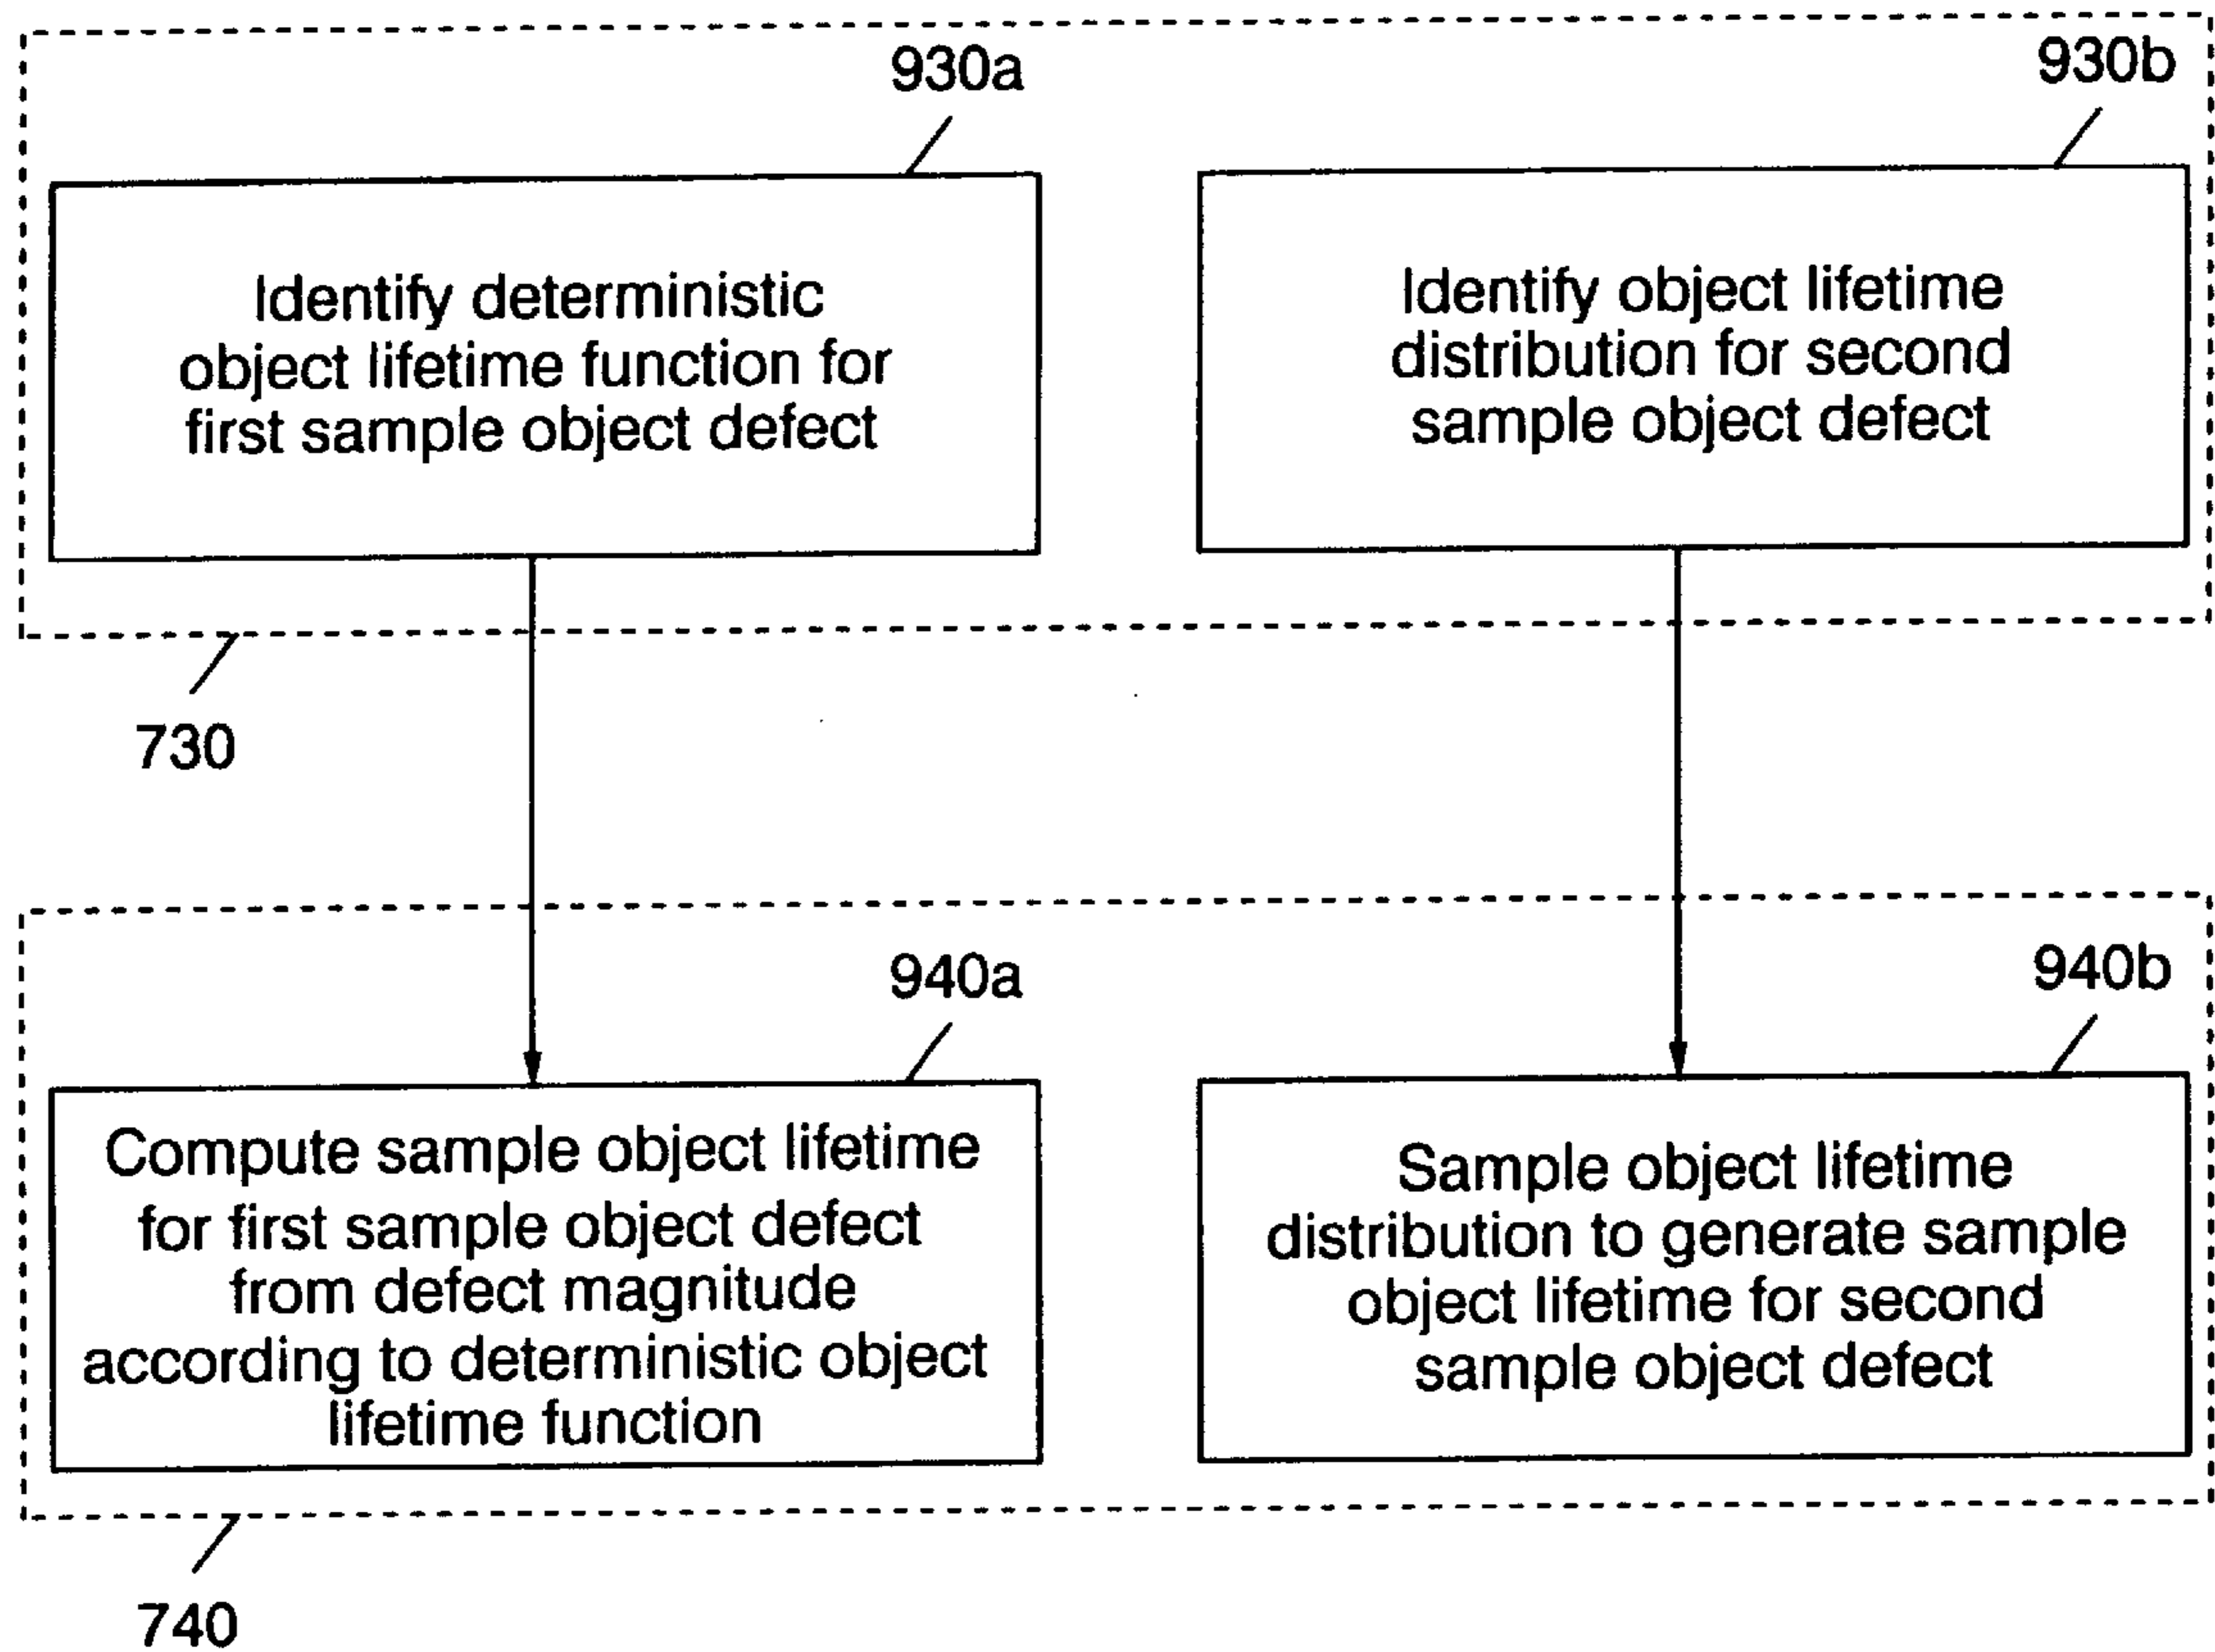 930a
930b
Identify deterministic
object lifetime function for
first sample object defect
Identify object lifetime
distribution for second
sample object defect
730
940a
940b
Compute sample object lifetime
for first sample object defect
from defect magnitude
according to deterministic object
lifetime function
Sample object lifetime
distribution to generate sample
object lifetime for second
sample object defect
740